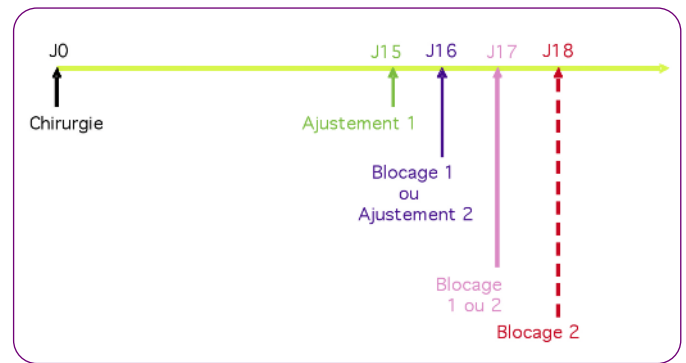 J0
J15
J16
J17
J18
Chirurgie
Ajustement 1
Blocage 1
ou
Ajustement 2
Blocage
1 ou 2
Blocage 2